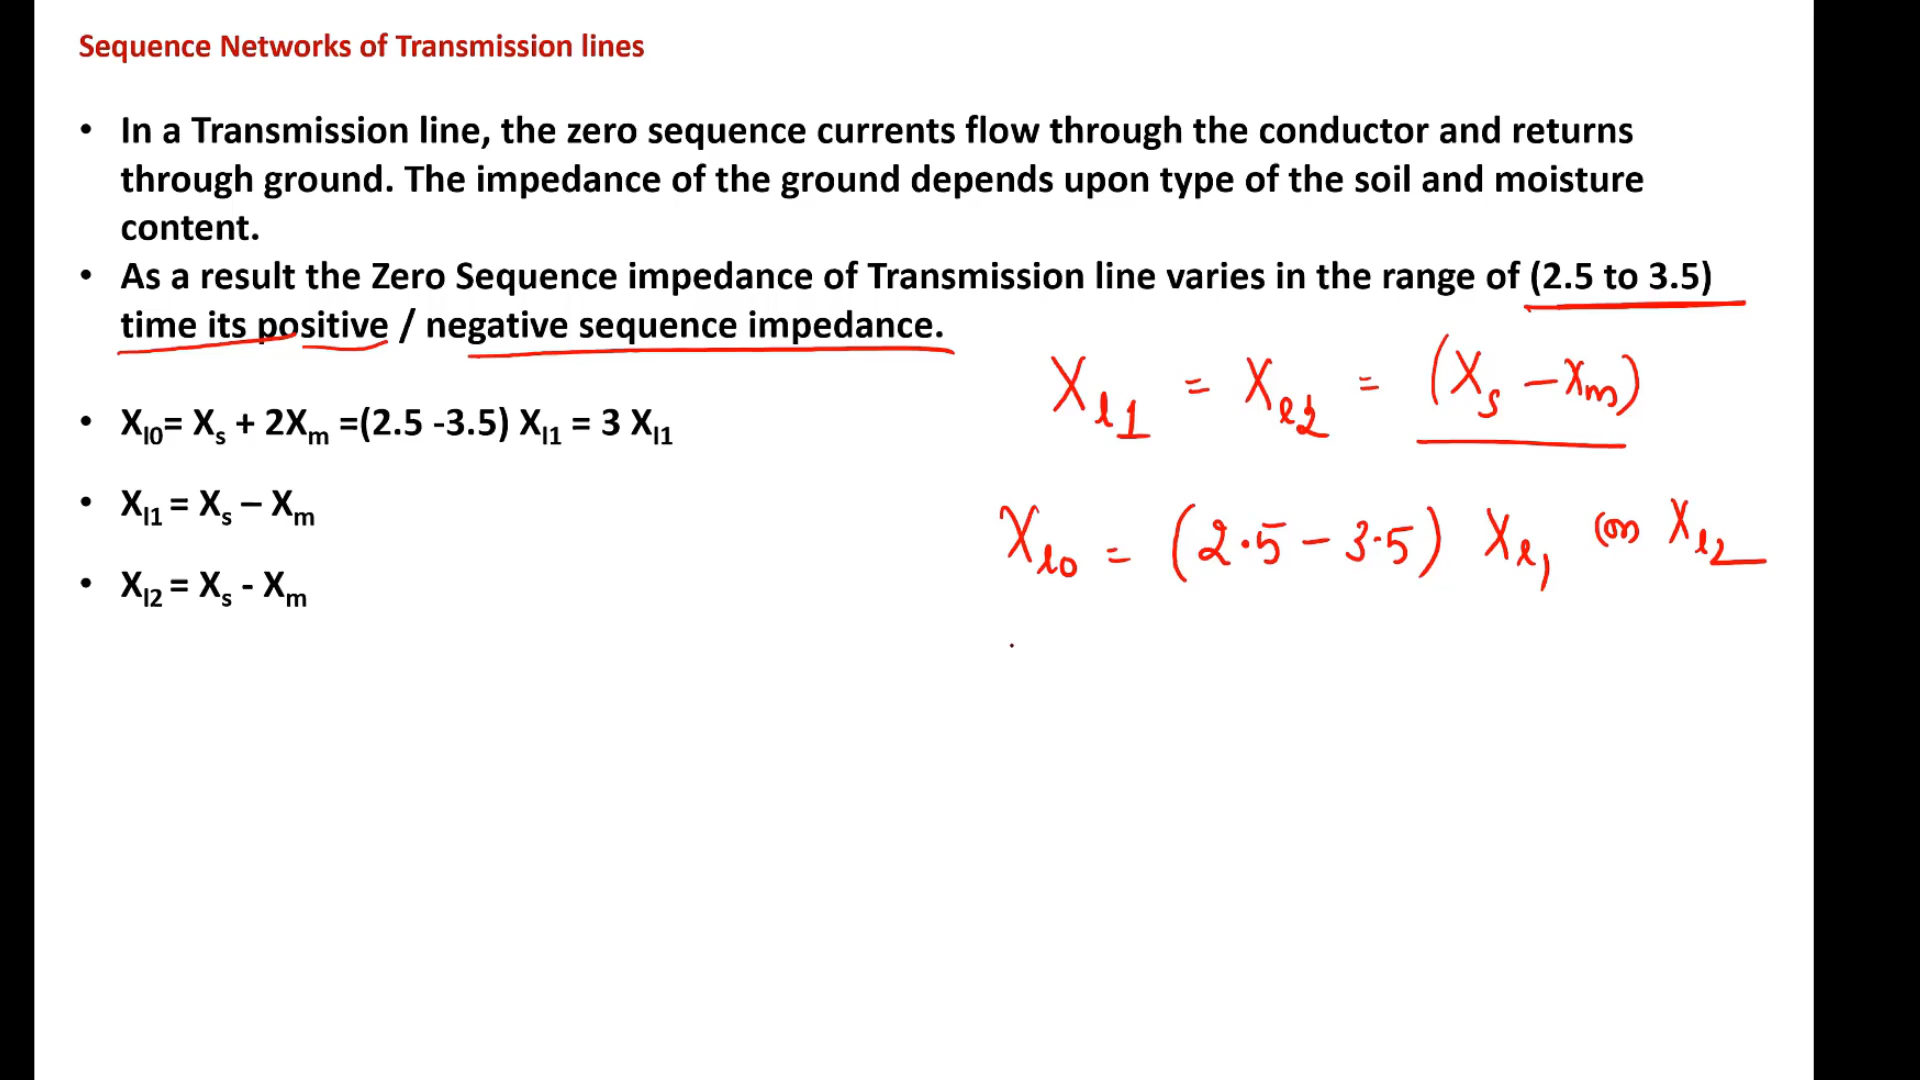 Sequence Networks of Transmission lines
• In a Transmission line, the zero sequence currents flow through the conductor and returns
through ground. The impedance of the ground depends upon type of the soil and moisture
content.
• As a result the Zero Sequence impedance of Transmission line varies in the range of (2.5 to 3.5)
time its positive / negative sequence impedance.
Xl1 = Xl2 = (Xs – Xm)
• Xl0= Xs + 2Xm =(2.5 -3.5) Xl1 = 3 Xl1
• Xl1 = Xs – Xm
Xl0 = (2.5 – 3.5) Xl1 (or) Xl2
• Xl2 = Xs - Xm